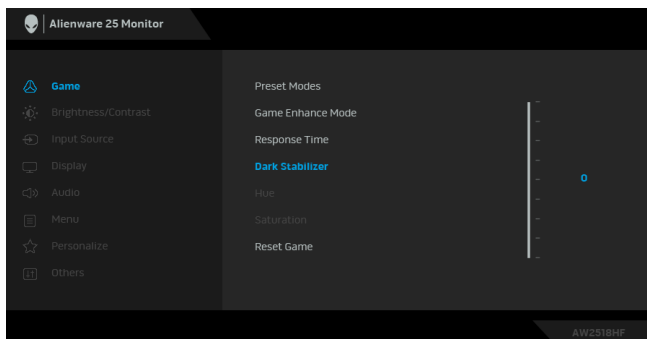 Alienware 25 Monitor
Game
Preset Modes
Brightness/Contrast
Game Enhance Mode
Input Source
Response Time
Display
Dark Stabilizer
0
Audio
Hue
Menu
Saturation
Personalize
Reset Game
Others
AW2518HF